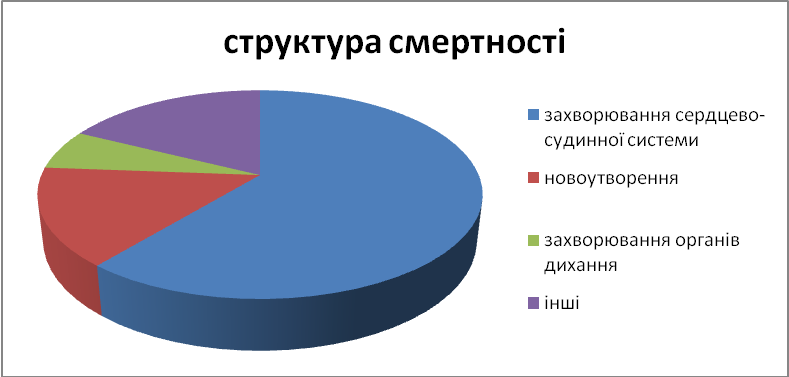 структура смертності
захворювання сердцево-
судинної системи
новоутворення
захворювання органів
дихання
інші